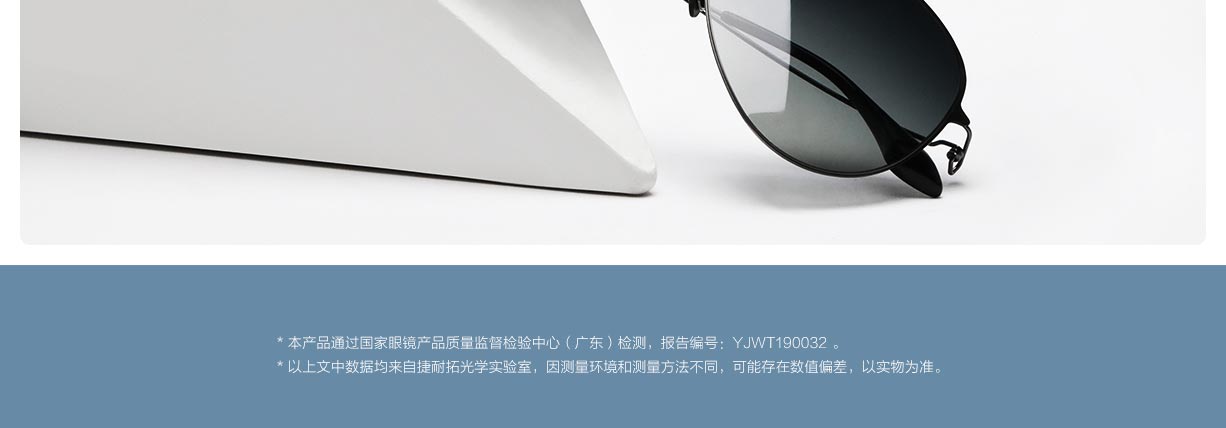 * 本产品通过国家眼镜产品质量监督检验中心（广东）检测，报告编号：YJWT190032 。
* 以上文中数据均来自捷耐拓光学实验室，因测量环境和测量方法不同，可能存在数值偏差，以实物为准。